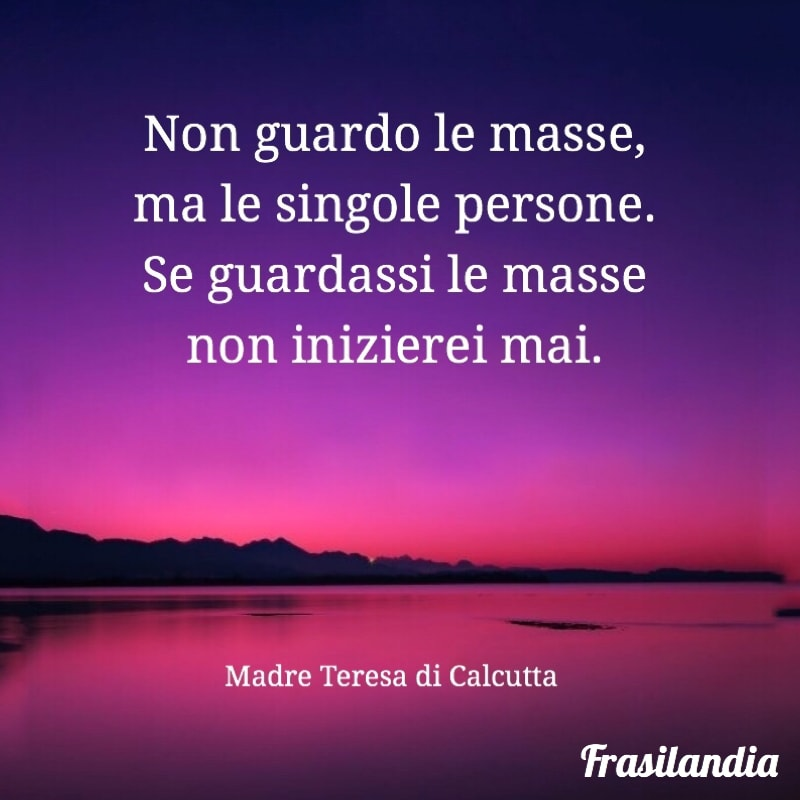 Non guardo le masse,
ma le singole persone.
Se guardassi le masse
non inizierei mai.
Madre Teresa di Calcutta
Frasilandia